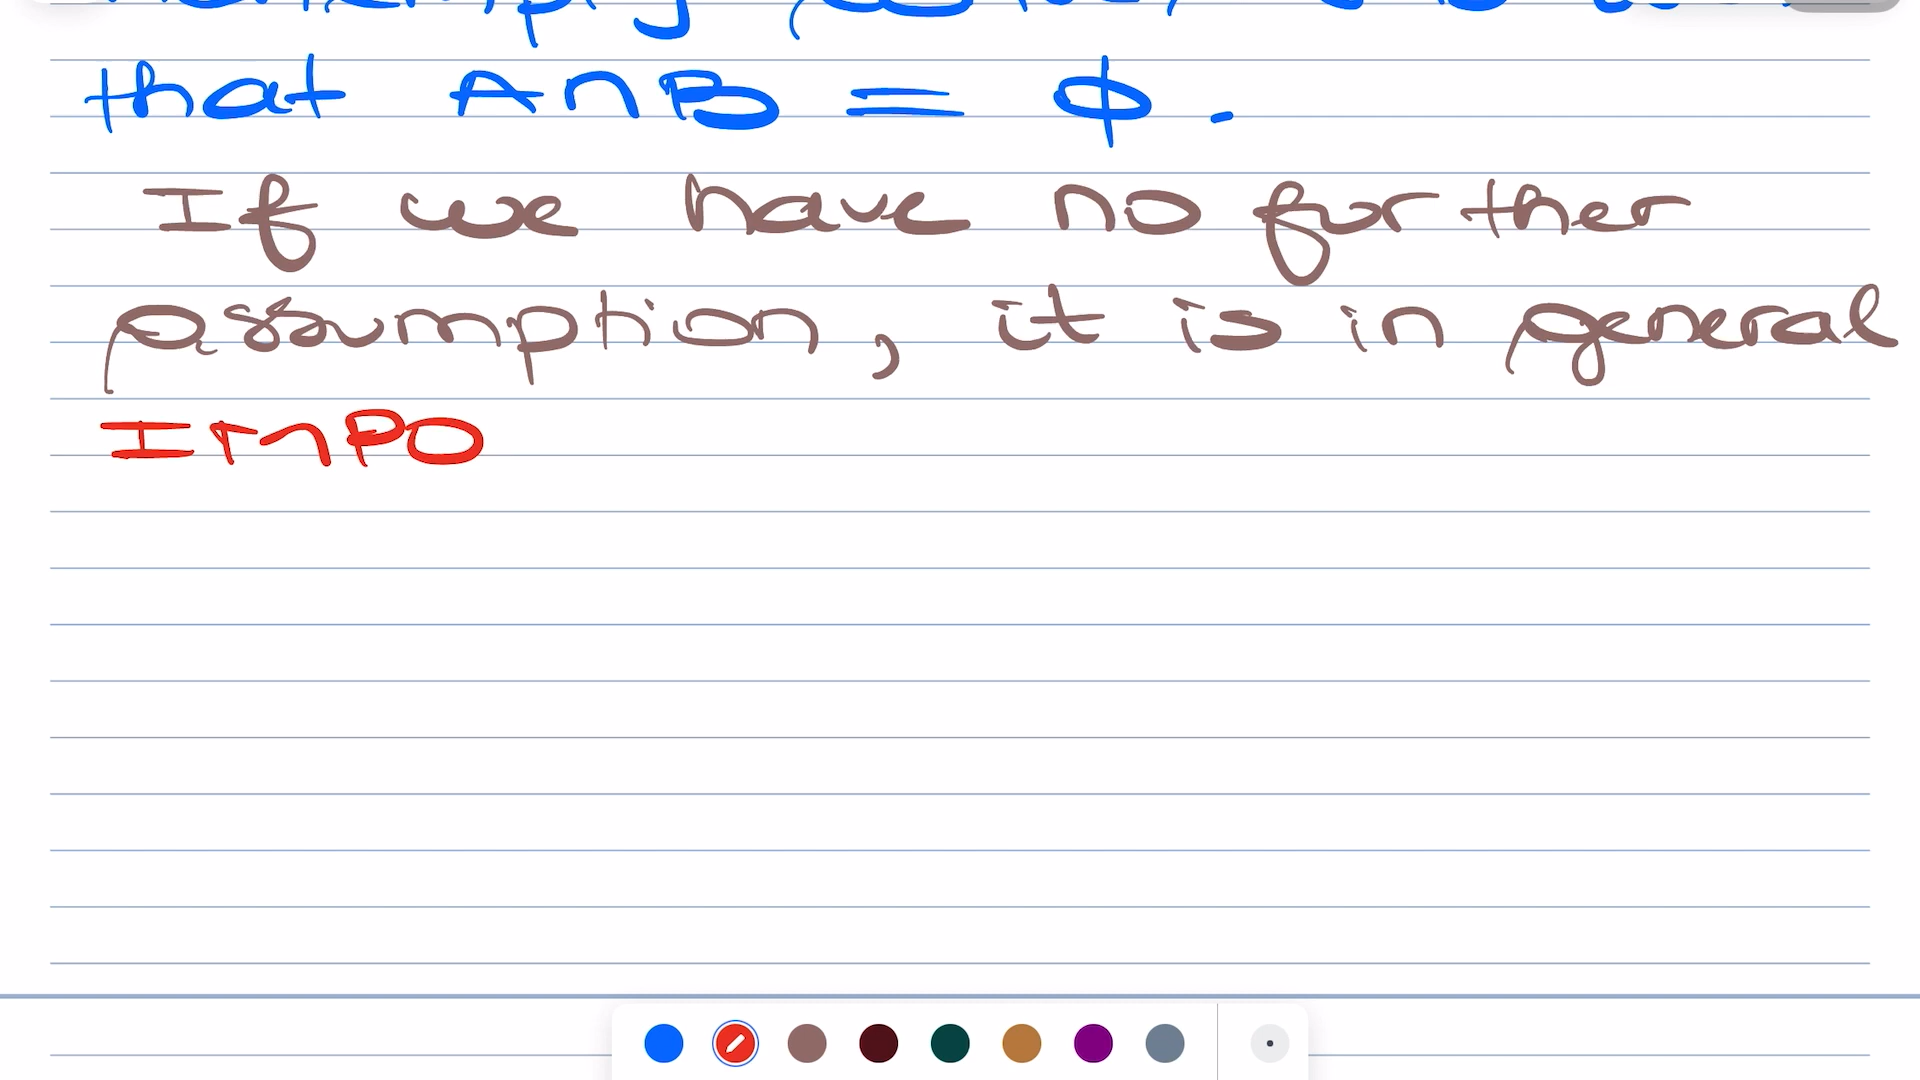 that A∩B = ϕ.
If we have no further
assumption, it is in general
IMPO